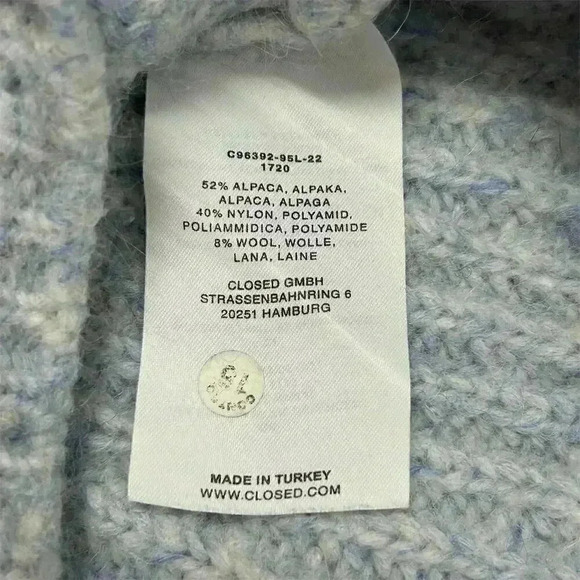 C96392-95L-22
1720
52% ALPACA, ALPAKA,
ALPACA, ALPAGA
40% NYLON, POLYAMID,
POLIAMMIDICA, POLYAMIDE
8% WOOL, WOLLE,
LANA, LAINE
CLOSED GMBH
STRASSENBAHNRING 6
20251 HAMBURG
MADE IN TURKEY
WWW.CLOSED.COM